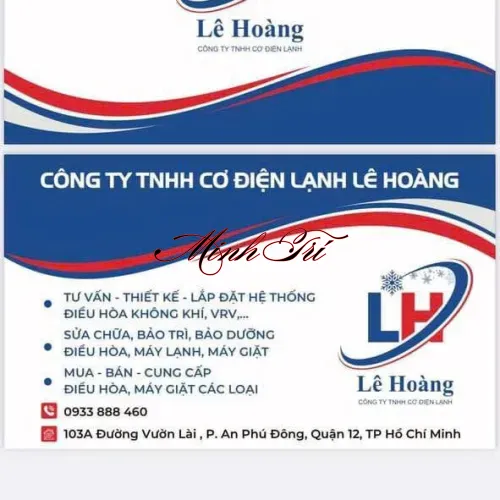 Lê Hoàng
CÔNG TY TNHH CƠ ĐIỆN LẠNH
CÔNG TY TNHH CƠ ĐIỆN LẠNH LÊ HOÀNG
Minh Trí
TƯ VẤN - THIẾT KẾ - LẮP ĐẶT HỆ THỐNG
ĐIỀU HÒA KHÔNG KHÍ, VRV,...
SỬA CHỮA, BẢO TRÌ, BẢO DƯỠNG
ĐIỀU HÒA, MÁY LẠNH, MÁY GIẶT
MUA - BÁN - CUNG CẤP
ĐIỀU HÒA, MÁY GIẶT CÁC LOẠI
LH
Lê Hoàng
CÔNG TY TNHH CƠ ĐIỆN LẠNH
0933 888 460
103A Đường Vườn Lài , P. An Phú Đông, Quận 12, TP Hồ Chí Minh